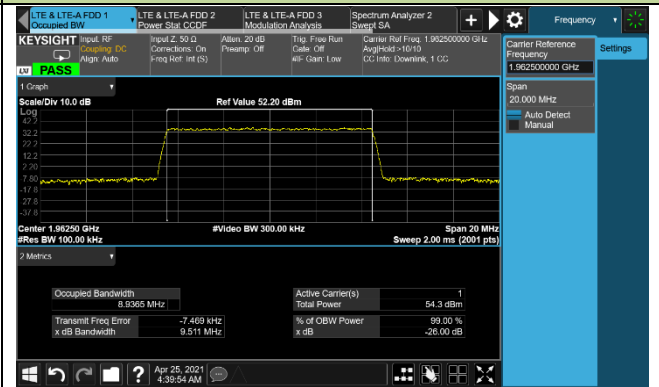 LTE & LTE-A FDD 1
Occupied BW
LTE & LTE-A FDD 2
Power Stat CCDF
LTE & LTE-A FDD 3
Modulation Analysis
Spectrum Analyzer 2
Swept SA
Frequency
KEYSIGHT
Input: RF
Coupling: DC
Align: Auto
Input Z: 50 Ω
Corrections: On
Freq Ref: Int (S)
Atten: 20 dB
Preamp: Off
Trig: Free Run
Gate: Off
#IF Gain: Low
Carrier Ref Freq: 1.962500000 GHz
Avg|Hold:>10/10
CC Info: Downlink, 1 CC
LXI
PASS
Carrier Reference
Frequency
1.962500000 GHz
Settings
Span
20.000 MHz
Auto Detect
Manual
1 Graph
Scale/Div 10.0 dB
Ref Value 52.20 dBm
Log
42.2
32.2
22.2
12.2
2.20
-7.80
-17.8
-27.8
-37.8
Center 1.96250 GHz
#Video BW 300.00 kHz
Span 20 MHz
#Res BW 100.00 kHz
Sweep 2.00 ms (2001 pts)
2 Metrics
Occupied Bandwidth
8.9365 MHz
Active Carrier(s) 1
Total Power 54.3 dBm
Transmit Freq Error -7.469 kHz
x dB Bandwidth 9.511 MHz
% of OBW Power 99.00 %
x dB -26.00 dB
Apr 25, 2021
4:39:54 AM